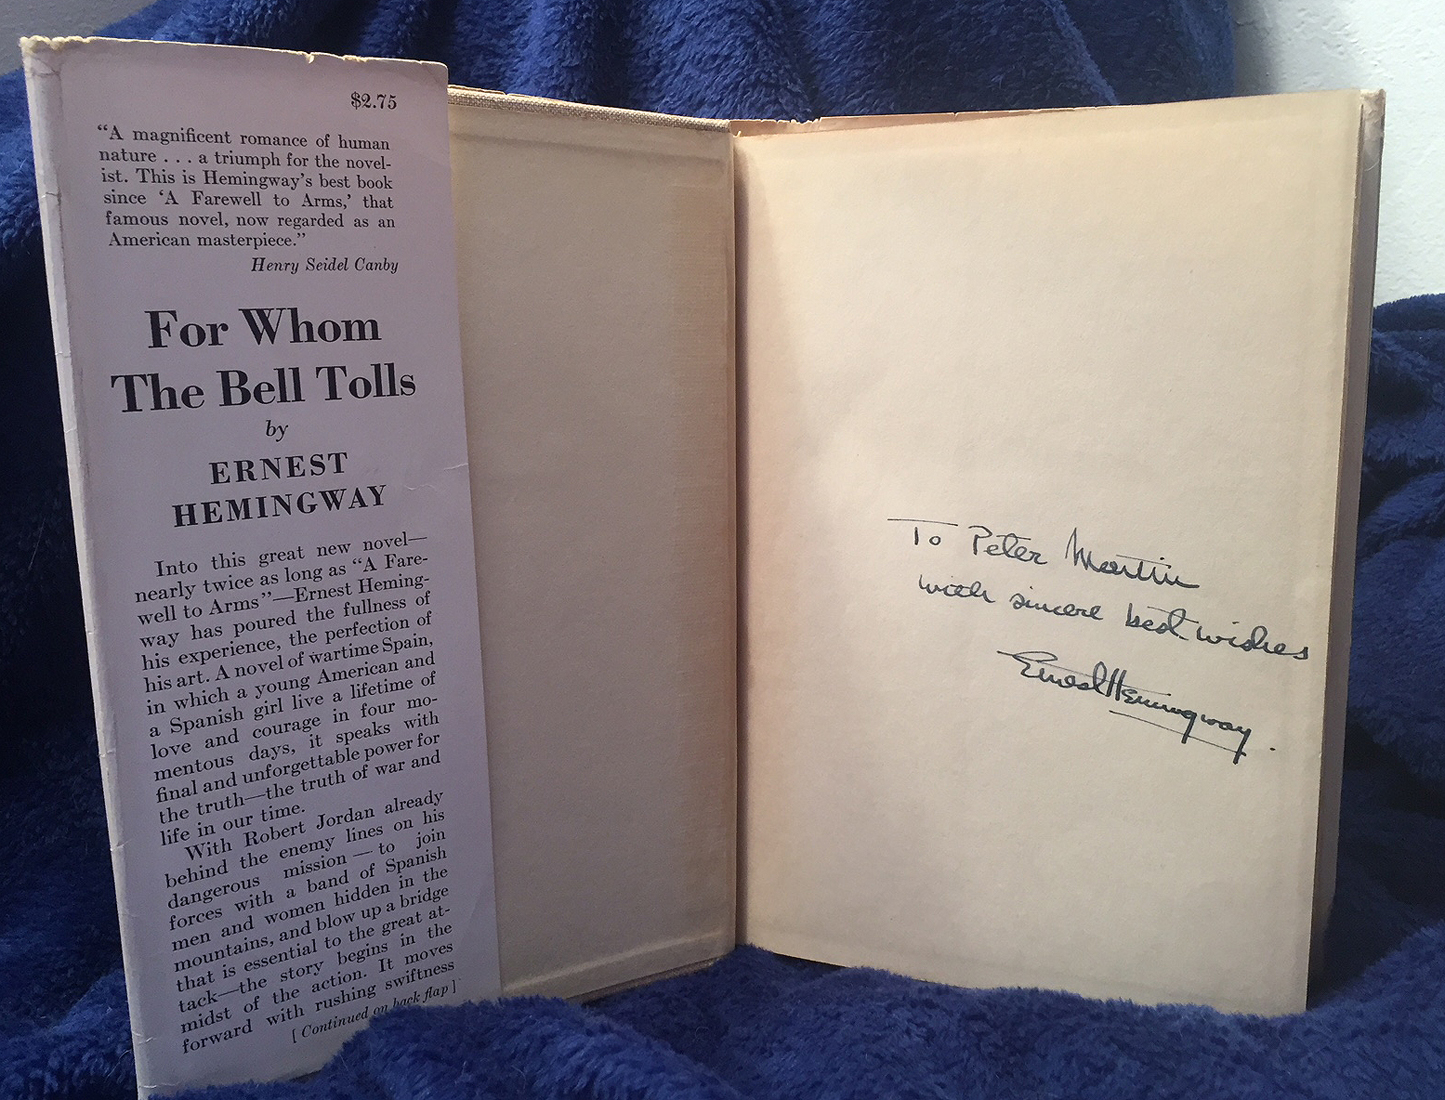 $2.75
“A magnificent romance of human
nature . . . a triumph for the novel-
ist. This is Hemingway’s best book
since ‘A Farewell to Arms,’ that
famous novel, now regarded as an
American masterpiece.”
Henry Seidel Canby
For Whom
The Bell Tolls
by
ERNEST
HEMINGWAY
Into this great new novel—
nearly twice as long as “A Fare-
well to Arms”—Ernest Heming-
way has poured the fullness of
his experience, the perfection of
his art. A novel of wartime Spain,
in which a young American and
a Spanish girl live a lifetime of
love and courage in four mo-
mentous days, it speaks with
final and unforgettable power for
the truth—the truth of war and
life in our time.
With Robert Jordan already
behind the enemy lines on his
dangerous mission — to join
forces with a band of Spanish
men and women hidden in the
mountains, and blow up a bridge
that is essential to the great at-
tack—the story begins in the
midst of the action. It moves
forward with rushing swiftness
[ Continued on back flap ]
To Peter Martin
with sincere best wishes
Ernest Hemingway.